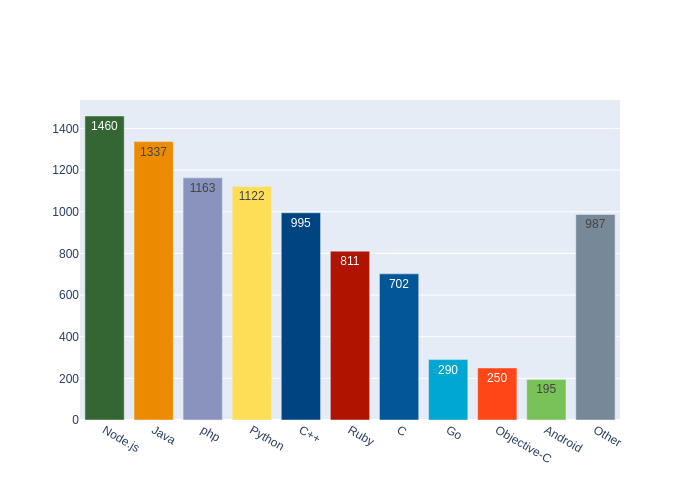 1400
1200
1000
800
600
400
200
0
1460
1337
1163
1122
995
811
702
290
250
195
987
Node.js
Java
php
Python
C++
Ruby
C
Go
Objective-C
Android
Other